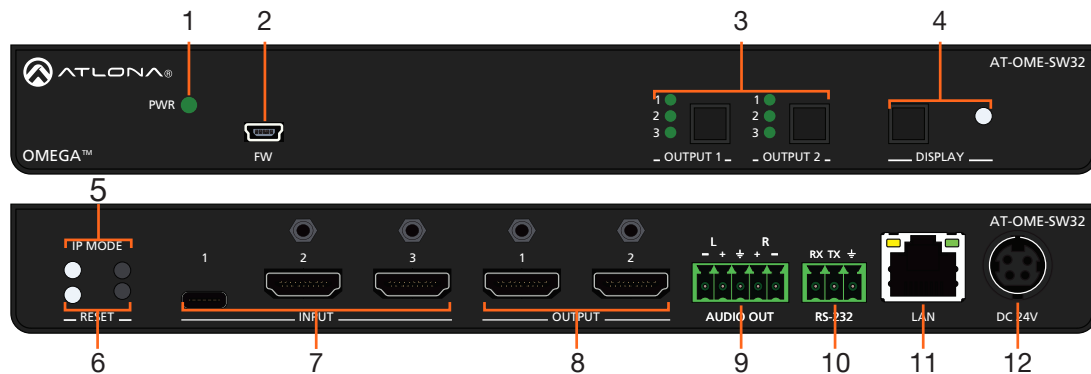 1 2 3 4
ATLONA®
AT-OME-SW32
PWR
1 1
2 2
3 3
OMEGA™
FW
OUTPUT 1
OUTPUT 2
DISPLAY
5
AT-OME-SW32
IP MODE
1 2 3 1 2
L R
− + ⏚ + −
RX TX ⏚
RESET
INPUT
OUTPUT
AUDIO OUT
RS-232
LAN
DC 24V
6 7 8 9 10 11 12